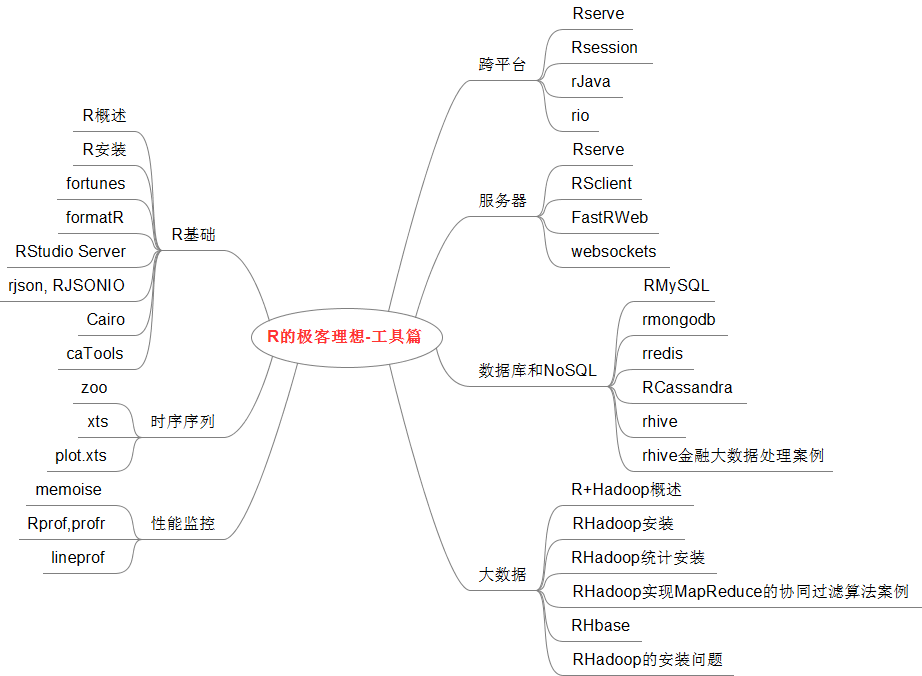 R的极客理想-工具篇
R基础
R概述
R安装
fortunes
formatR
RStudio Server
rjson, RJSONIO
Cairo
caTools
时序序列
zoo
xts
plot.xts
性能监控
memoise
Rprof,profr
lineprof
跨平台
Rserve
Rsession
rJava
rio
服务器
Rserve
RSclient
FastRWeb
websockets
数据库和NoSQL
RMySQL
rmongodb
rredis
RCassandra
rhive
rhive金融大数据处理案例
大数据
R+Hadoop概述
RHadoop安装
RHadoop统计安装
RHadoop实现MapReduce的协同过滤算法案例
RHbase
RHadoop的安装问题